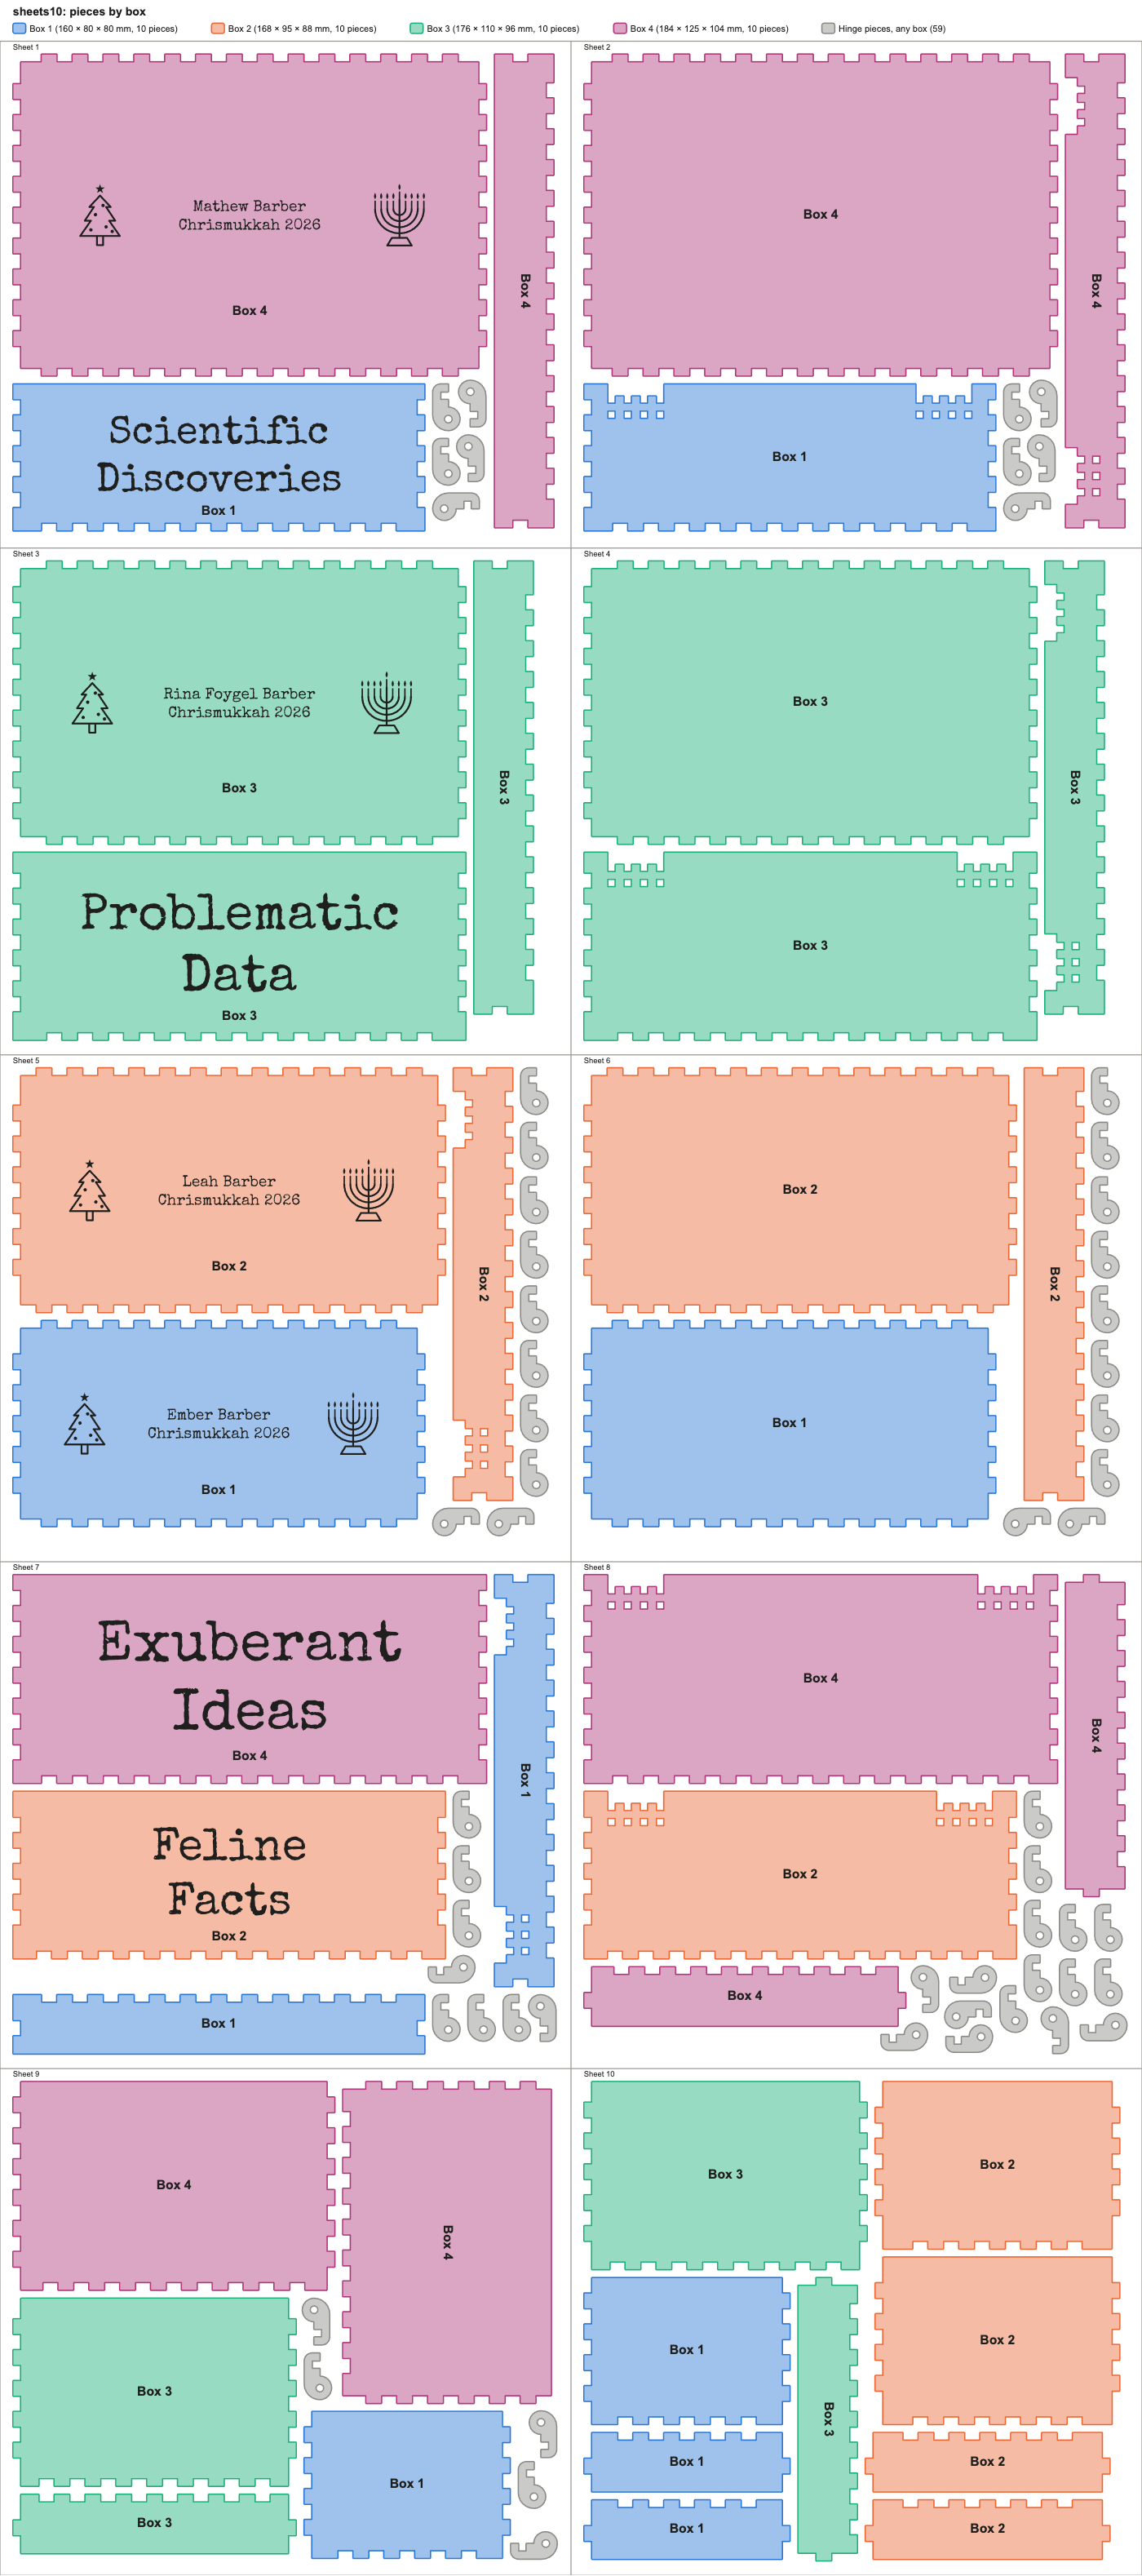 sheets10: pieces by box
Box 1 (160 × 80 × 80 mm, 10 pieces)
Box 2 (168 × 95 × 88 mm, 10 pieces)
Box 3 (176 × 110 × 96 mm, 10 pieces)
Box 4 (184 × 125 × 104 mm, 10 pieces)
Hinge pieces, any box (59)
Sheet 1
Mathew Barber
Chrismukkah 2026
Box 4
Box 4
Scientific
Discoveries
Box 1
Sheet 2
Box 4
Box 4
Box 1
Sheet 3
Rina Foygel Barber
Chrismukkah 2026
Box 3
Box 3
Problematic
Data
Box 3
Sheet 4
Box 3
Box 3
Box 3
Sheet 5
Leah Barber
Chrismukkah 2026
Box 2
Box 2
Ember Barber
Chrismukkah 2026
Box 1
Sheet 6
Box 2
Box 2
Box 1
Sheet 7
Exuberant
Ideas
Box 4
Box 1
Feline
Facts
Box 2
Box 1
Sheet 8
Box 4
Box 4
Box 2
Box 4
Sheet 9
Box 4
Box 4
Box 3
Box 1
Box 3
Sheet 10
Box 3
Box 2
Box 1
Box 2
Box 3
Box 1
Box 2
Box 1
Box 2